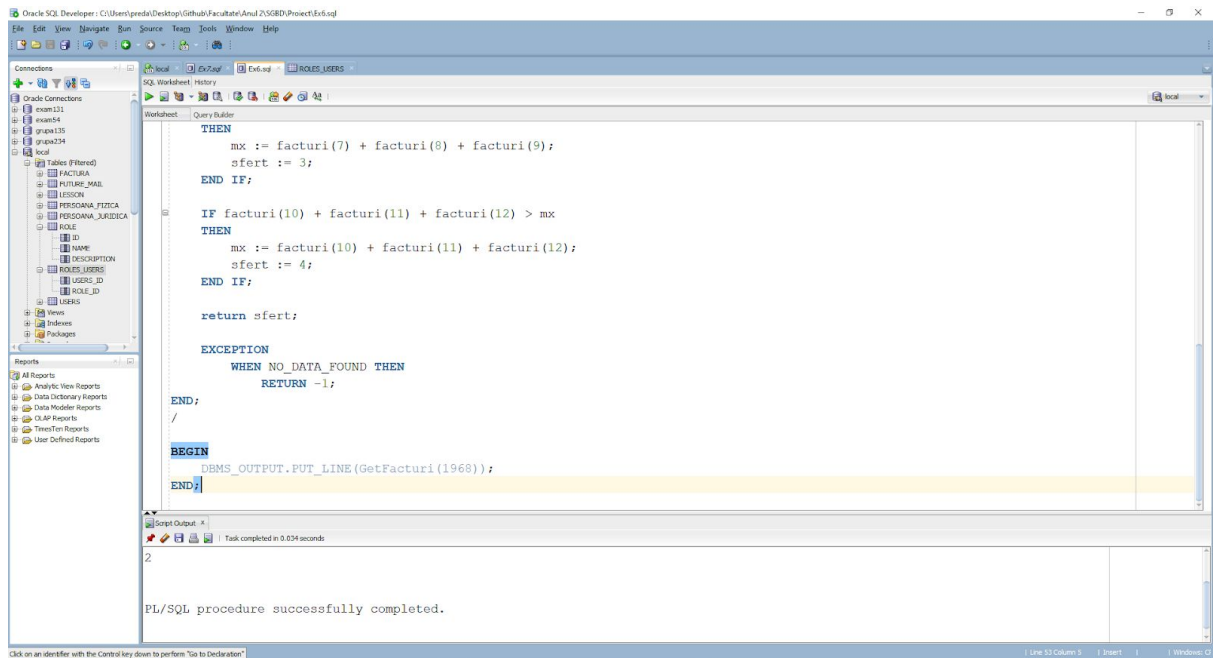 Oracle SQL Developer : C:\Users\preda\Desktop\Github\Facultate\Anul 2\SGBD\Proiect\Ex6.sql
File Edit View Navigate Run Source Team Tools Window Help
Connections
Oracle Connections
exam131
exam54
grupa135
grupa234
local
Tables (Filtered)
FACTURA
FUTURE_MAIL
LESSON
PERSOANA_FIZICA
PERSOANA_JURIDICA
ROLE
ID
NAME
DESCRIPTION
ROLES_USERS
USERS_ID
ROLE_ID
USERS
Views
Indexes
Packages
Reports
All Reports
Analytic View Reports
Data Dictionary Reports
Data Modeler Reports
OLAP Reports
TimesTen Reports
User Defined Reports
local Ex7.sql Ex6.sql ROLES_USERS
SQL Worksheet History
local
Worksheet Query Builder
THEN
mx := facturi(7) + facturi(8) + facturi(9);
sfert := 3;
END IF;
IF facturi(10) + facturi(11) + facturi(12) > mx
THEN
mx := facturi(10) + facturi(11) + facturi(12);
sfert := 4;
END IF;
return sfert;
EXCEPTION
WHEN NO_DATA_FOUND THEN
RETURN -1;
END;
/
BEGIN
DBMS_OUTPUT.PUT_LINE(GetFacturi(1968));
END;
Script Output
Task completed in 0.034 seconds
2
PL/SQL procedure successfully completed.
Click on an identifier with the Control key down to perform "Go to Declaration"
Line 53 Column 5 Insert Windows: